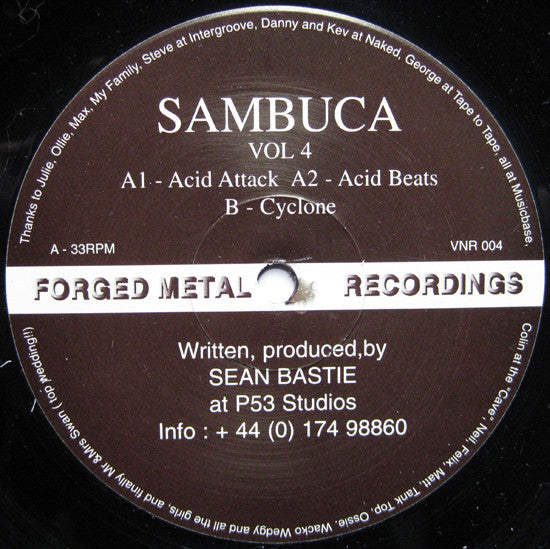 Thanks to Julie, Ollie, Max, My Family, Steve at Intergroove, Danny and Kev at Naked, George at Tape to Tape, all at Musicbase.
SAMBUCA
VOL 4
A1 - Acid Attack A2 - Acid Beats
B - Cyclone
A - 33RPM
VNR 004
FORGED METAL RECORDINGS
Written, produced,by
SEAN BASTIE
at P53 Studios
Info : + 44 (0) 174 98860
Colin at the "Cave", Neil, Felix, Matt, Tank Top, Ossie, Wacko Wedgy and all the girls, and finally Mr &Mrs Swan (top wedding!!)